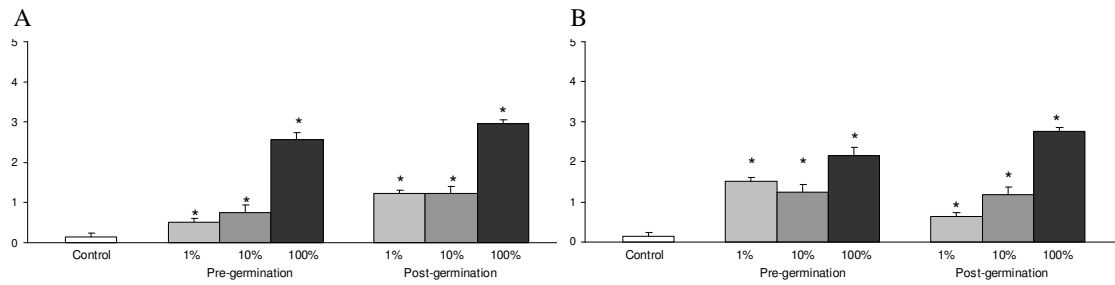 A
5
4
3
2
1
0
* * * * * *
Control 1% 10% 100% 1% 10% 100%
Pre-germination Post-germination
B
5
4
3
2
1
0
* * * * * *
Control 1% 10% 100% 1% 10% 100%
Pre-germination Post-germination